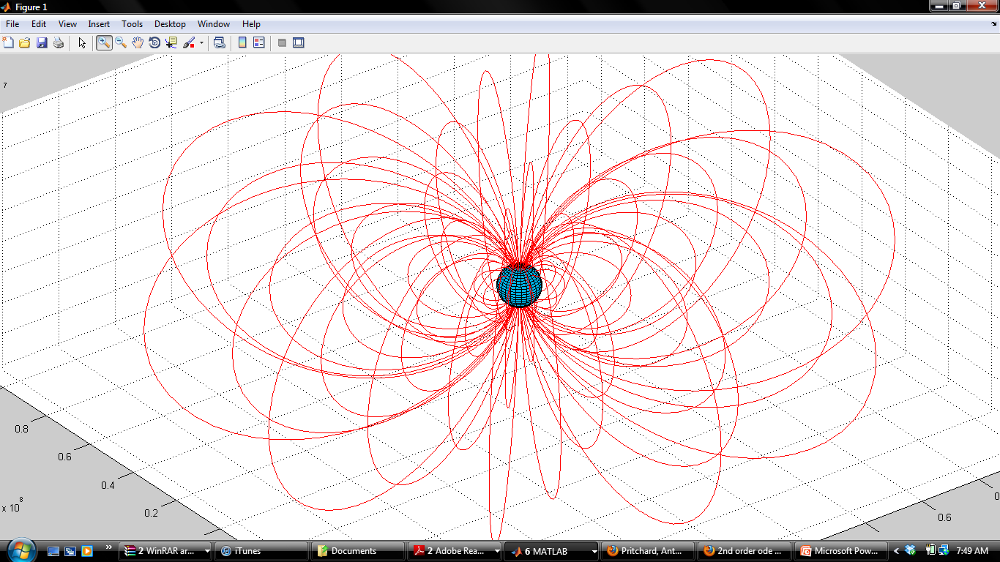 Figure 1
File Edit View Insert Tools Desktop Window Help
7
0.8
0.6
0.4
x 10^8
0.2
0
0.6
2 WinRAR ar... iTunes Documents 2 Adobe Rea... 6 MATLAB Pritchard, Ant... 2nd order ode ... Microsoft Pow... 7:49 AM